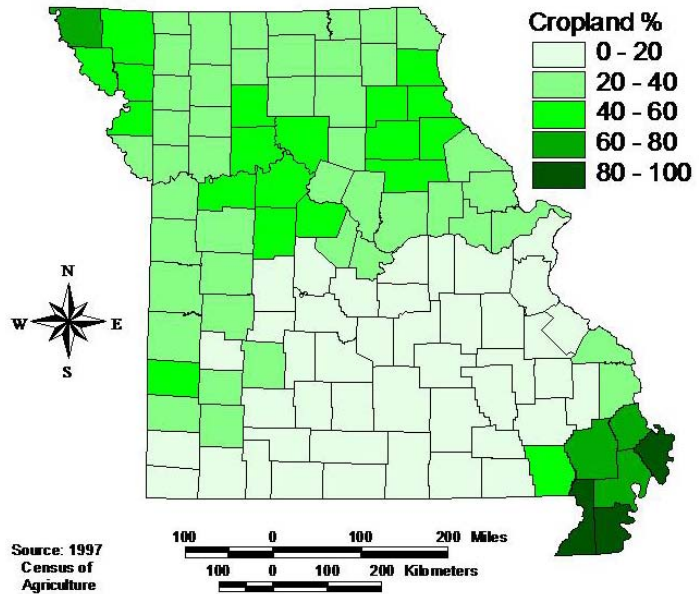 Cropland %
0 - 20
20 - 40
40 - 60
60 - 80
80 - 100
N
W E
S
Source: 1997
Census of
Agriculture
100 0 100 200 Miles
100 0 100 200 Kilometers